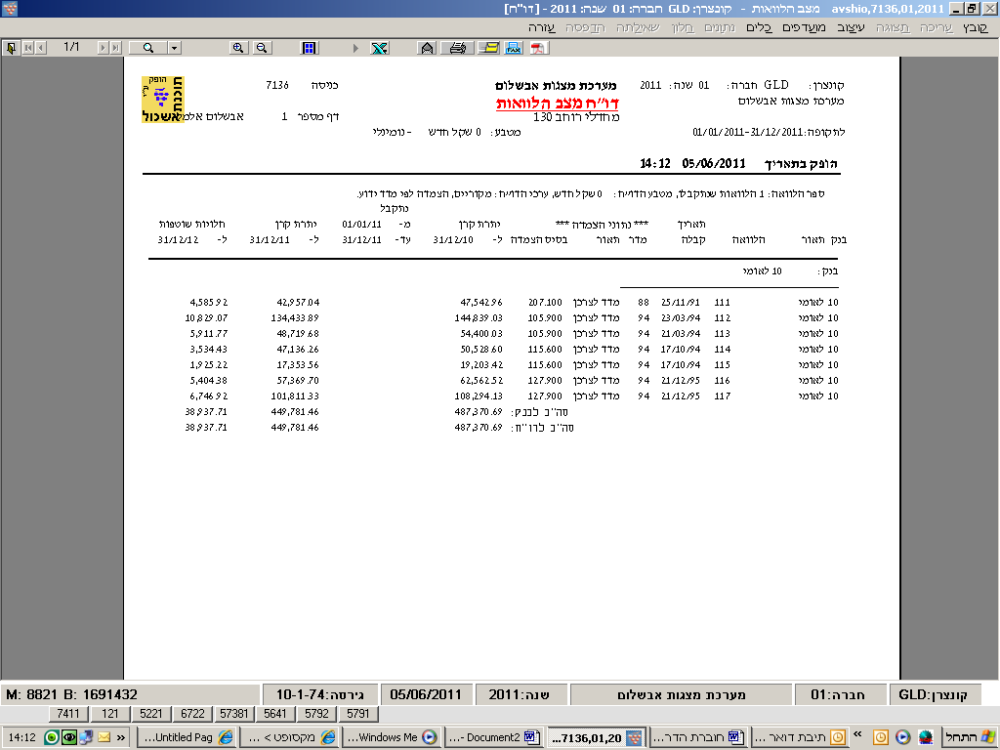 avshio,7136,01,2011 מצב הלוואות - קונצרן: GLD חברה: 01 שנה: 2011 - [דו"ח]
קובץ עריכה תצוגה עיצוב מועדפים כלים נתונים חלון שאילתה הדפסה עזרה
1/1
קונצרן: GLD חברה: 01 שנה: 2011 מערכת מצגות אבשלום כניסה 7136 הופק ע"י תוכנת אשכול
מערכת מצגות אבשלום דו"ח מצב הלוואות
מחדלי רוחב 130 דף מספר 1 אבשלום
לתקופה:01/01/2011-31/12/2011 מטבע: 0 שקל חדש - נומינלי
הופק בתאריך 05/06/2011 14:12
ספר הלוואה: 1 הלוואות שנתקבלו, מטבע הדו"ח: 0 שקל חדש, ערכי הדו"ח: מקוריים, הצמדה לפי מדד ידוע.
נתקבל
תאריך *** נתוני הצמדה *** יתרת קרן מ- 01/01/11 יתרת קרן חלויות שוטפות
בנק תאור הלוואה קבלה מדד תאור בסיס הצמדה ל- 31/12/10 עד- 31/12/11 ל- 31/12/11 ל- 31/12/12
בנק: 10 לאומי
10 לאומי 111 25/11/91 88 מדד לצרכן 207.100 47,542.96 42,957.04 4,585.92
10 לאומי 112 23/03/94 94 מדד לצרכן 105.900 144,839.03 134,433.89 10,829.07
10 לאומי 113 21/03/94 94 מדד לצרכן 105.900 54,400.03 48,719.68 5,911.77
10 לאומי 114 17/10/94 94 מדד לצרכן 115.600 50,528.60 47,136.26 3,534.43
10 לאומי 115 17/10/94 94 מדד לצרכן 115.600 19,203.42 17,353.56 1,925.22
10 לאומי 116 21/12/95 94 מדד לצרכן 127.900 62,562.52 57,369.70 5,404.38
10 לאומי 117 21/12/95 94 מדד לצרכן 127.900 108,294.13 101,811.33 6,746.92
סה"כ לבנק: 487,370.69 449,781.46 38,937.71
סה"כ לדו"ח: 487,370.69 449,781.46 38,937.71
קונצרן:GLD חברה:01 מערכת מצגות אבשלום שנה:2011 05/06/2011 גירסה:10-1-74 M: 8821 B: 1691432
7411 121 5221 6722 57381 5641 5792 5791
התחל תיבת דואר ... חוברת הדר... 7136,01,20... Document2 -... Windows Me... מקסופט > ... Untitled Pag... 14:12